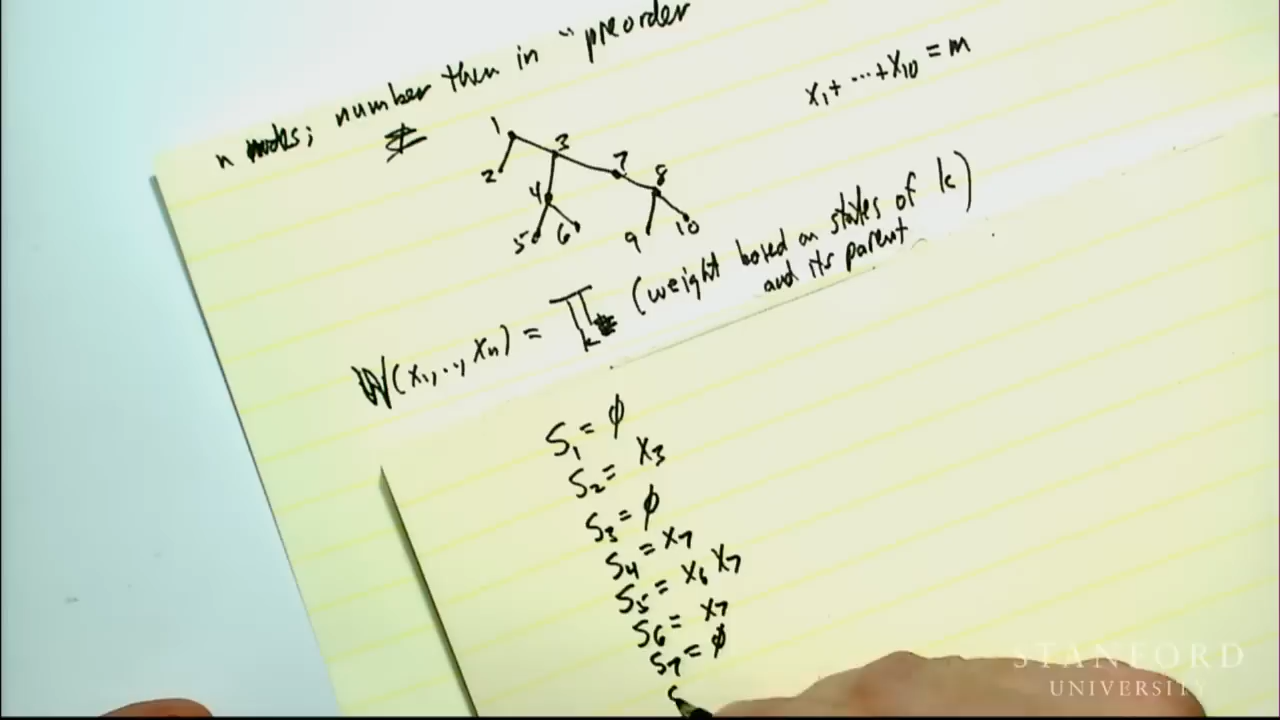 n nodes; number then in "preorder
x₁ + ... + x₁₀ = m
1
3
2
7
4
8
5 6
9 10
W(x₁, .., xₙ) = ∏ₖ (weight based on states of k)
and its parent
S₁ = ϕ
S₂ = x₃
S₃ = ϕ
S₄ = x₇
S₅ = x₆ x₇
S₆ = x₇
S₇ = ϕ
S
STANFORD
UNIVERSITY